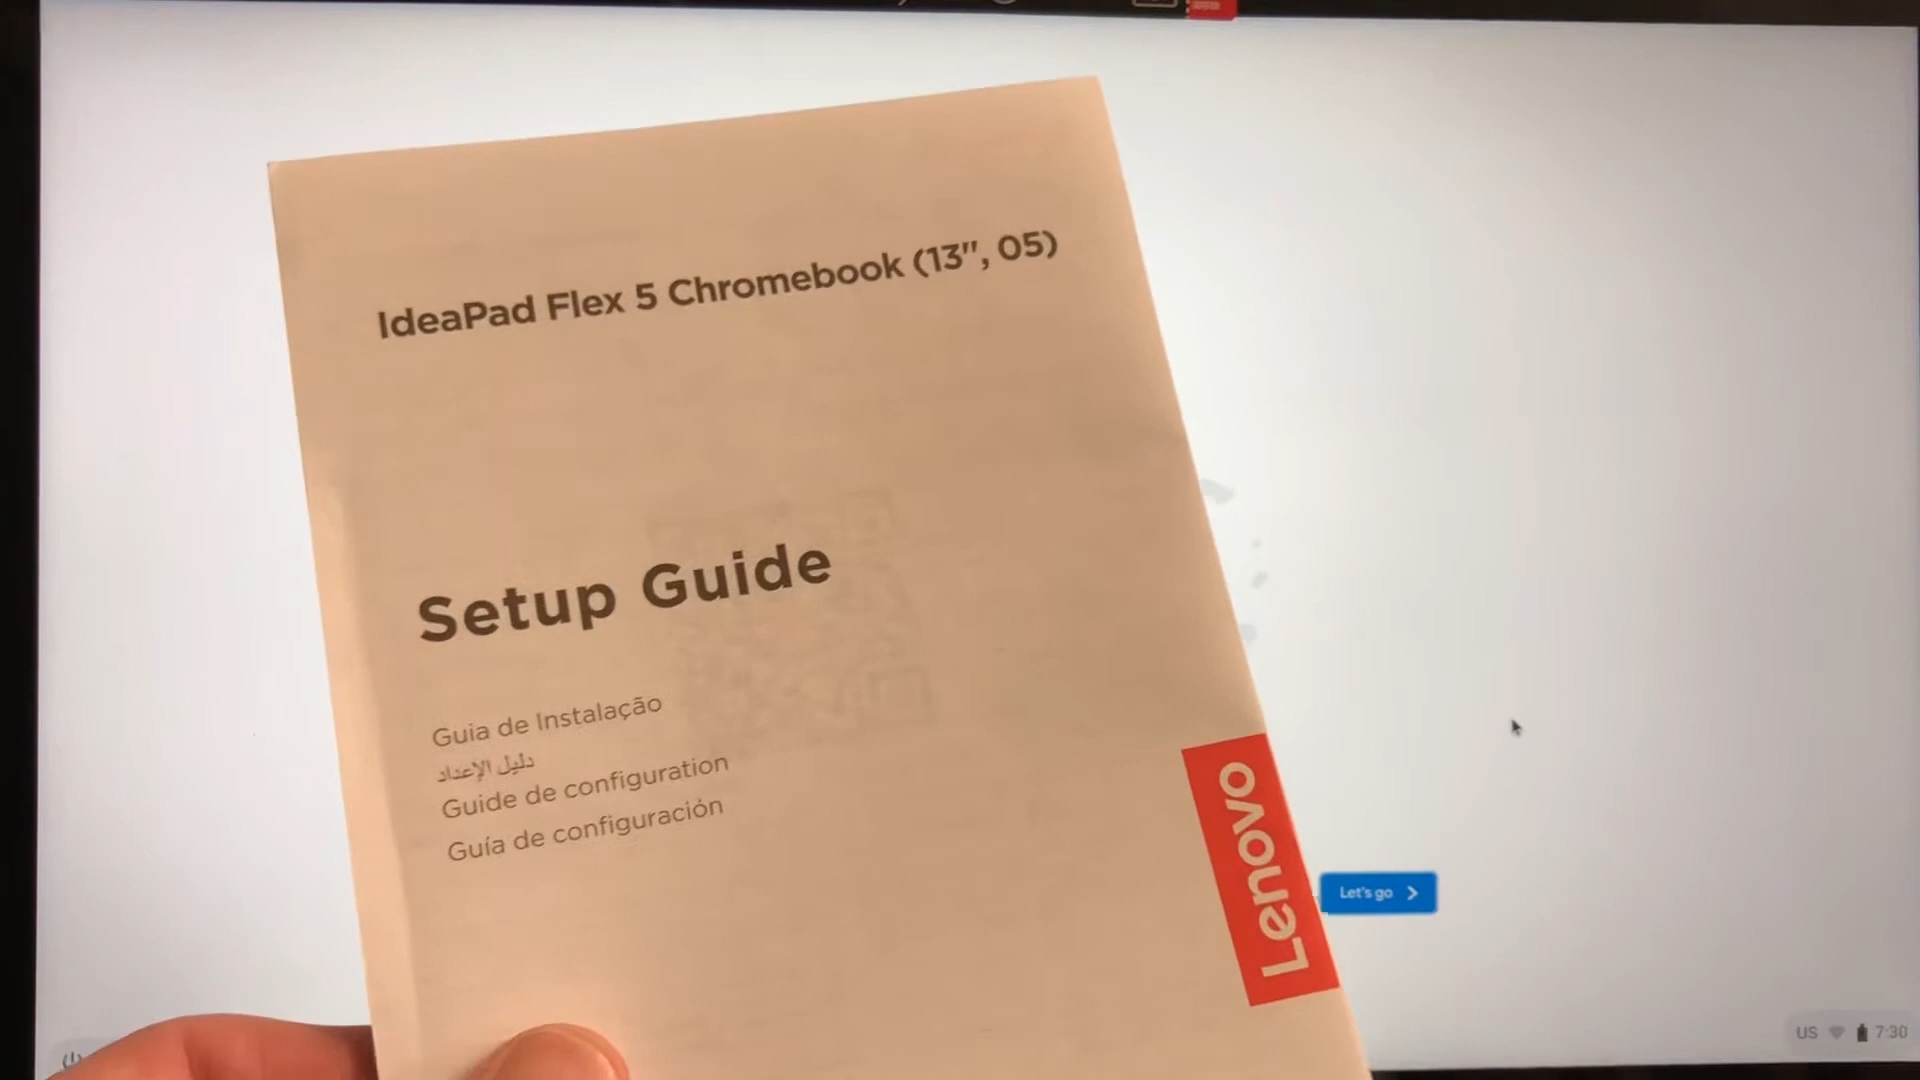 IdeaPad Flex 5 Chromebook (13", 05)
Setup Guide
Guia de Instalação
دليل الإعداد
Guide de configuration
Guía de configuración
Lenovo
Let's go
US 7:30